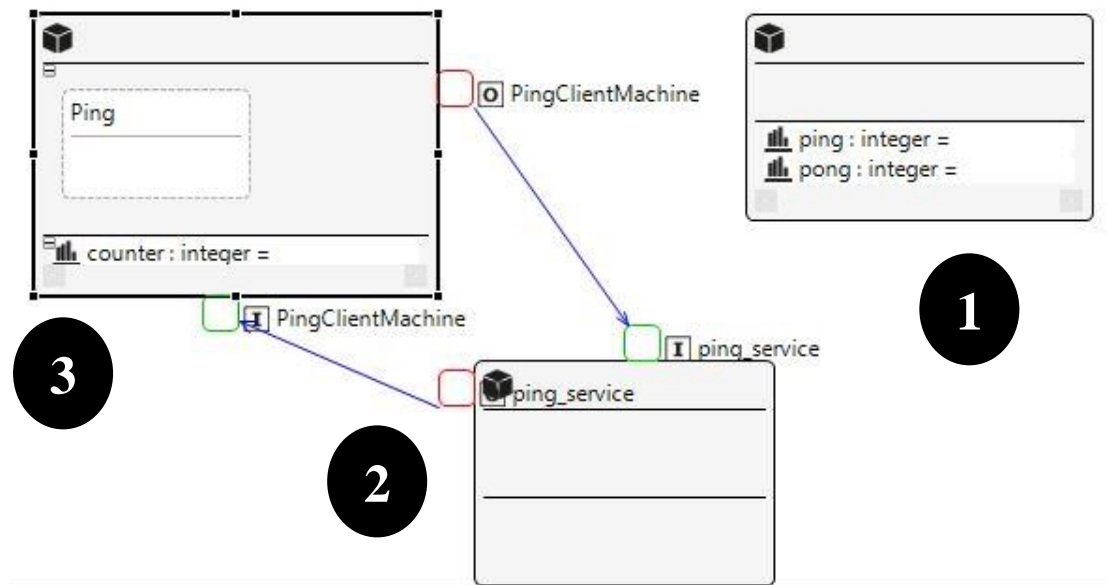 Ping
counter : integer =
O PingClientMachine
ping : integer =
pong : integer =
1
I PingClientMachine
3
I ping_service
ping_service
2